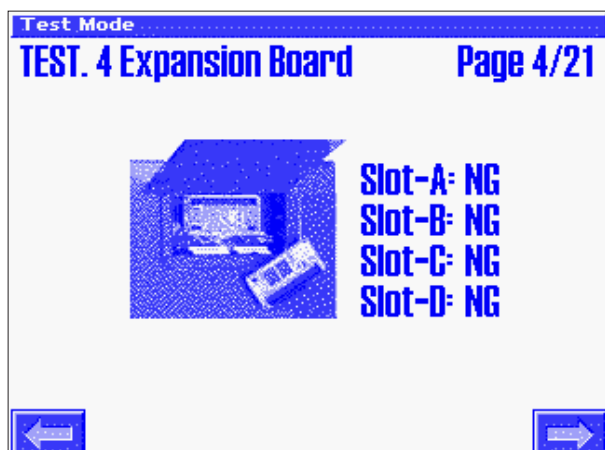 Test Mode
TEST. 4 Expansion Board Page 4/21
Slot-A: NG
Slot-B: NG
Slot-C: NG
Slot-D: NG